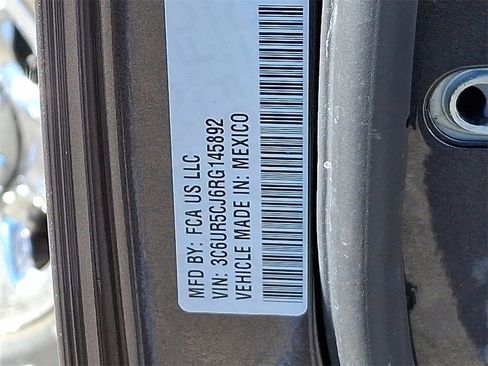 MFD BY: FCA US LLC
VIN: 3C6UR5CJ6RG145892
VEHICLE MADE IN: MEXICO